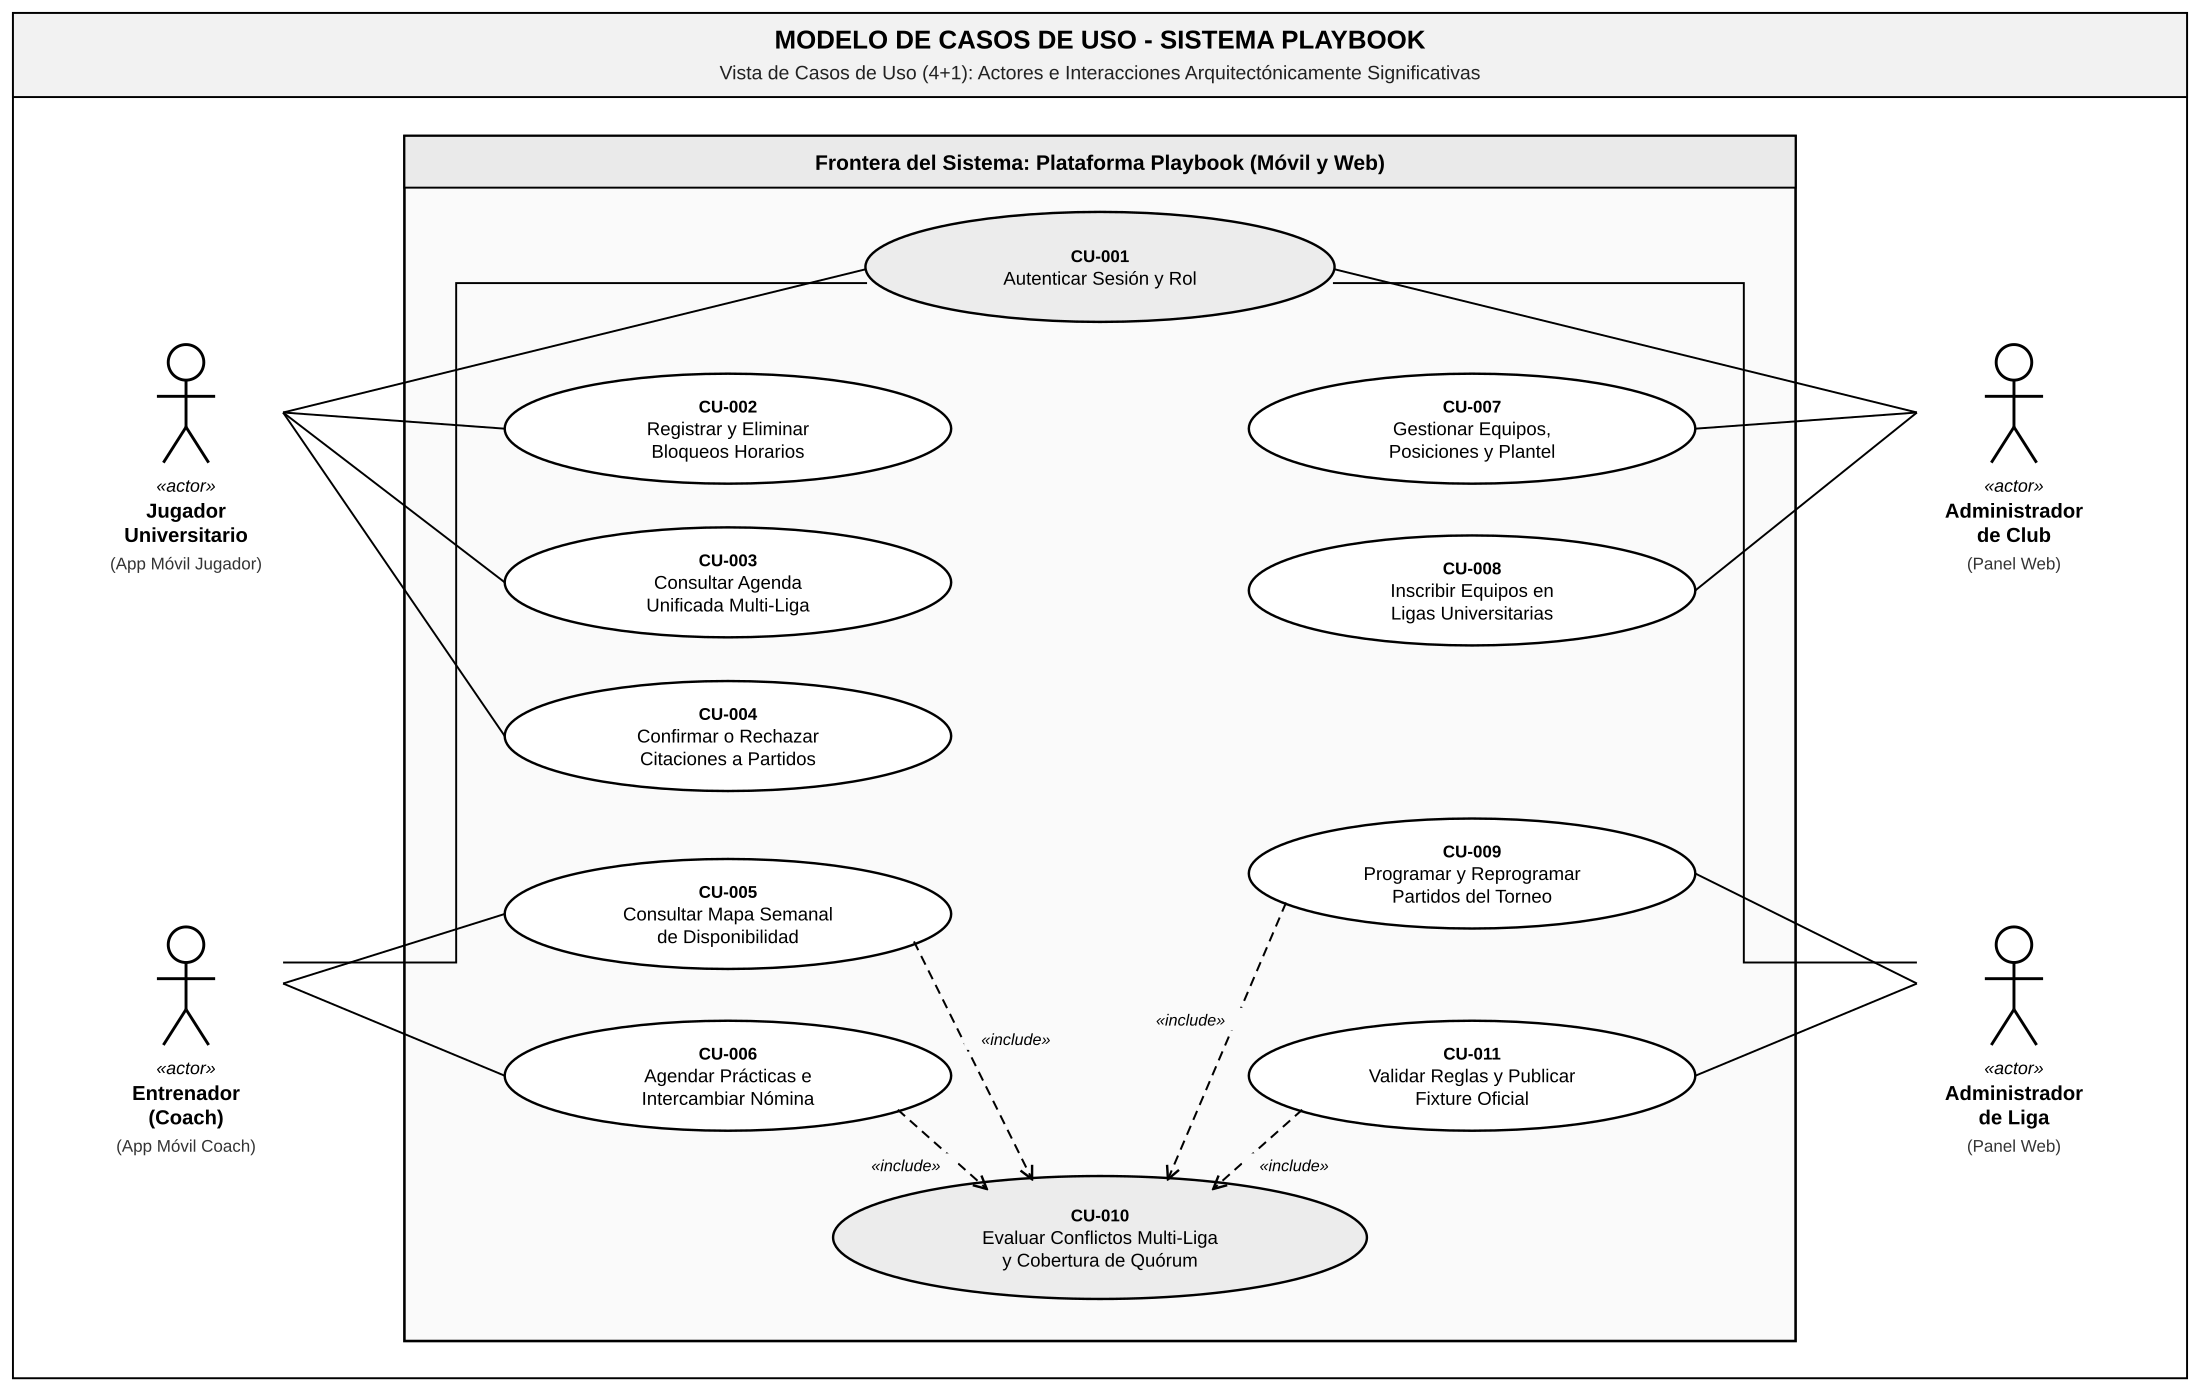 MODELO DE CASOS DE USO - SISTEMA PLAYBOOK
Vista de Casos de Uso (4+1): Actores e Interacciones Arquitectónicamente Significativas
Frontera del Sistema: Plataforma Playbook (Móvil y Web)
CU-001
Autenticar Sesión y Rol
«actor»
Jugador
Universitario
(App Móvil Jugador)
CU-002
Registrar y Eliminar
Bloqueos Horarios
CU-007
Gestionar Equipos,
Posiciones y Plantel
«actor»
Administrador
de Club
(Panel Web)
CU-003
Consultar Agenda
Unificada Multi-Liga
CU-008
Inscribir Equipos en
Ligas Universitarias
CU-004
Confirmar o Rechazar
Citaciones a Partidos
CU-005
Consultar Mapa Semanal
de Disponibilidad
CU-009
Programar y Reprogramar
Partidos del Torneo
«include»
«include»
«actor»
Entrenador
(Coach)
(App Móvil Coach)
CU-006
Agendar Prácticas e
Intercambiar Nómina
CU-011
Validar Reglas y Publicar
Fixture Oficial
«actor»
Administrador
de Liga
(Panel Web)
«include»
«include»
CU-010
Evaluar Conflictos Multi-Liga
y Cobertura de Quórum